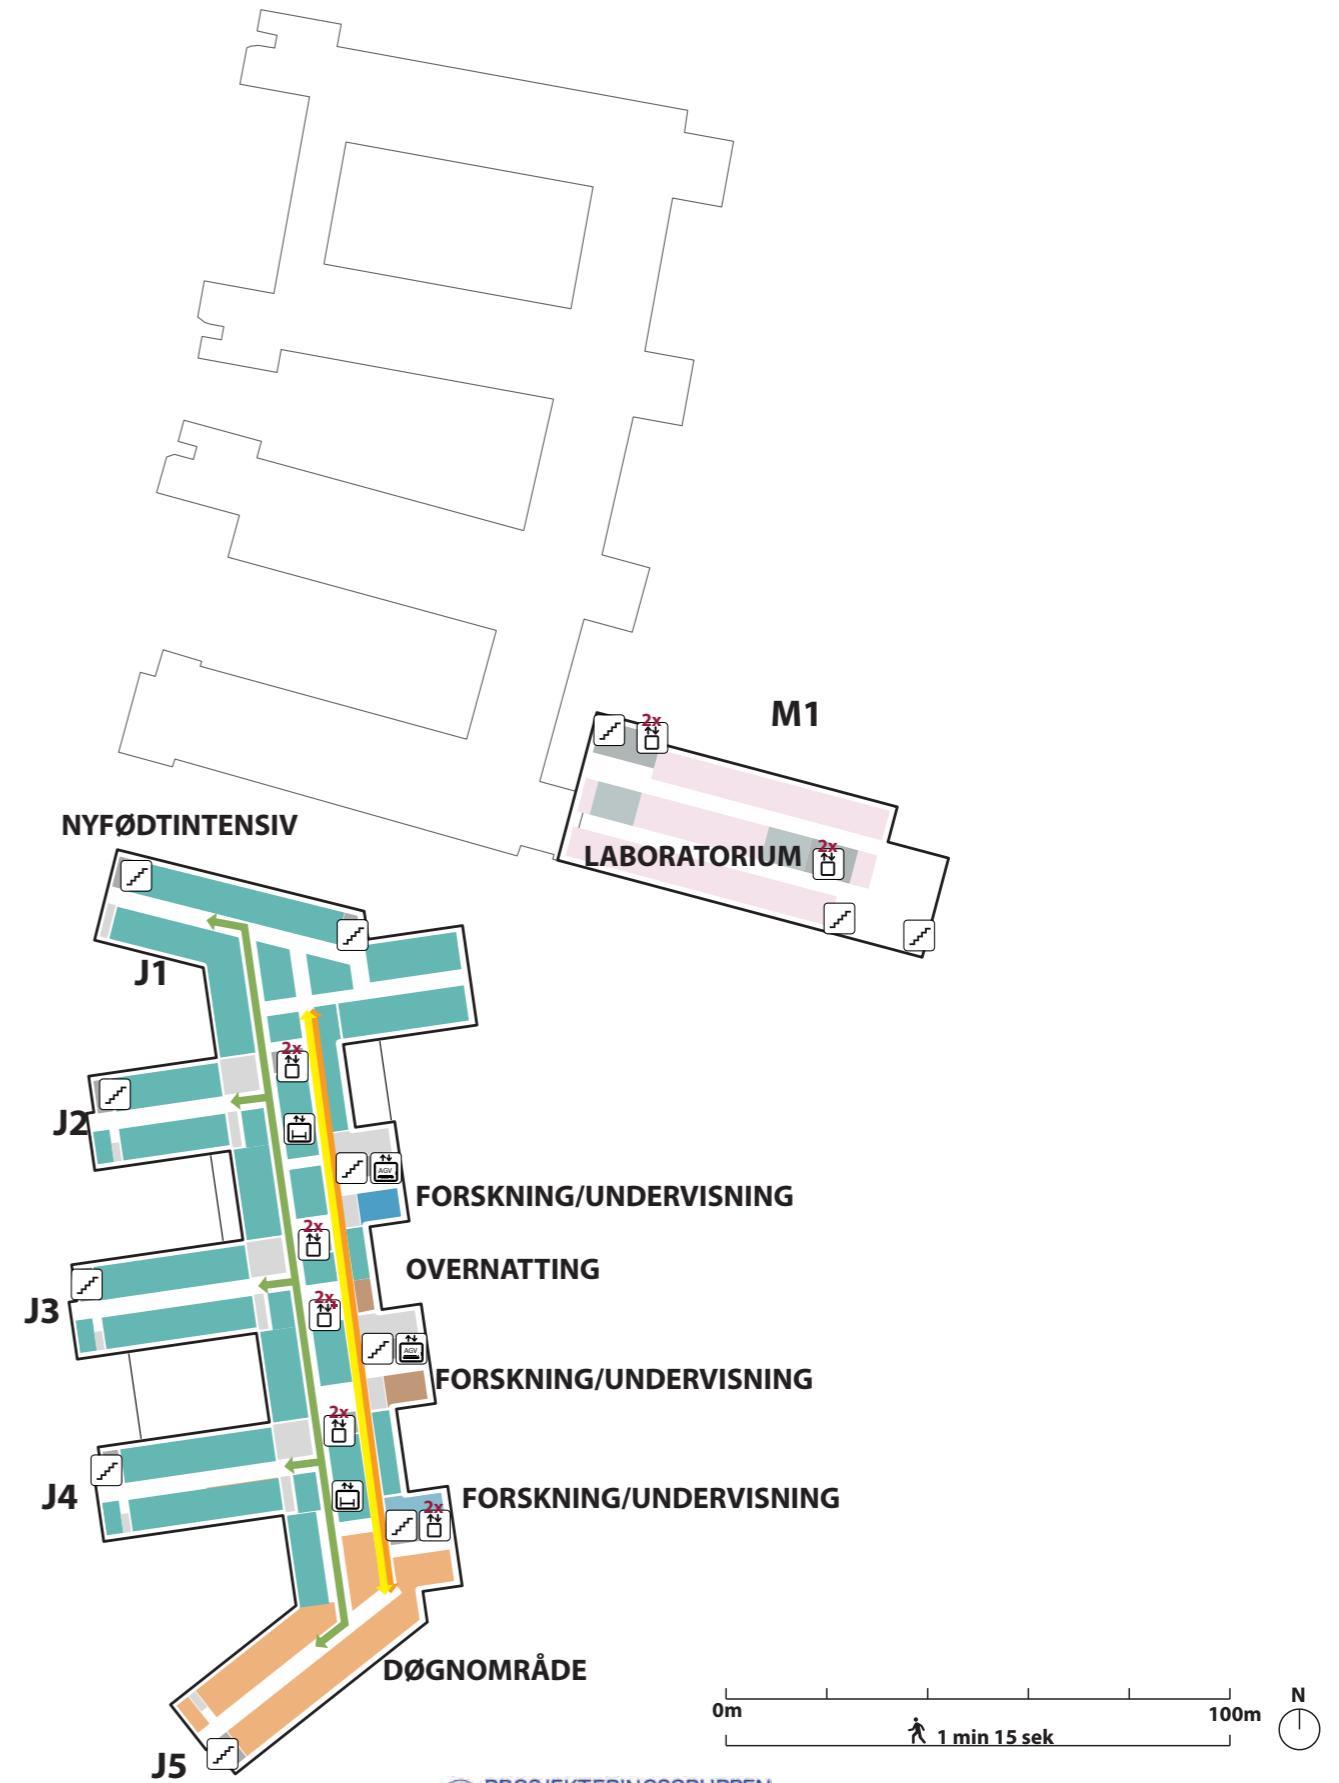 M1
2x
NYFØDTINTENSIV
LABORATORIUM
2x
J1
2x
J2
AGV
FORSKNING/UNDERVISNING
2x
OVERNATTING
2x
J3
AGV
FORSKNING/UNDERVISNING
2x
J4
FORSKNING/UNDERVISNING
2x
DØGNOMRÅDE
N
0m
100m
1 min 15 sek
J5
PROSJEKTERINGSGRUPPEN